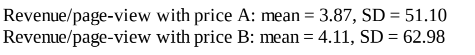 Revenue/page-view with price A: mean = 3.87, SD = 51.10
Revenue/page-view with price B: mean = 4.11, SD = 62.98